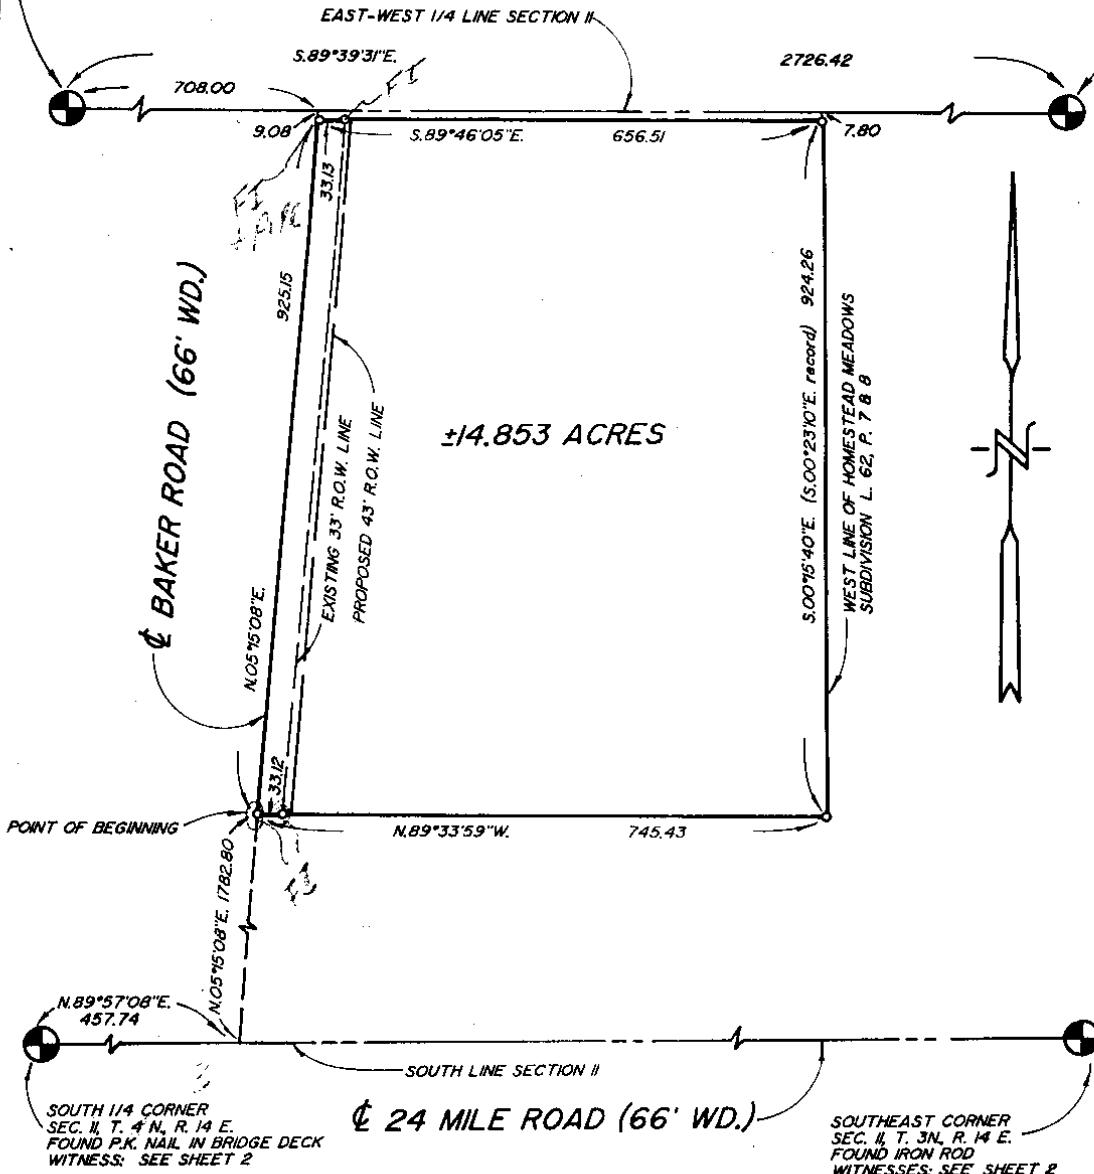 EAST-WEST 1/4 LINE SECTION 11
S.89°39'31"E.
2726.42
708.00
FI
9.08
S.89°46'05"E.
656.51
7.80
33.13
FI
925.15
℄ BAKER ROAD (66' WD.)
EXISTING 33' R.O.W. LINE
PROPOSED 43' R.O.W. LINE
±14.853 ACRES
S.00°15'40"E. (S.00°23'10"E. record) 924.26
WEST LINE OF HOMESTEAD MEADOWS
SUBDIVISION L. 62, P. 7 & 8
N
N.05°15'08"E.
33.12
POINT OF BEGINNING
N.89°33'59"W.
745.43
N.05°15'08"E. 1782.80
N.89°57'08"E.
457.74
SOUTH LINE SECTION 11
SOUTH 1/4 CORNER
SEC. 11, T. 4 N., R. 14 E.
FOUND P.K. NAIL IN BRIDGE DECK
WITNESS: SEE SHEET 2
℄ 24 MILE ROAD (66' WD.)
SOUTHEAST CORNER
SEC. 11, T. 3N., R. 14 E.
FOUND IRON ROD
WITNESSES: SEE SHEET 2